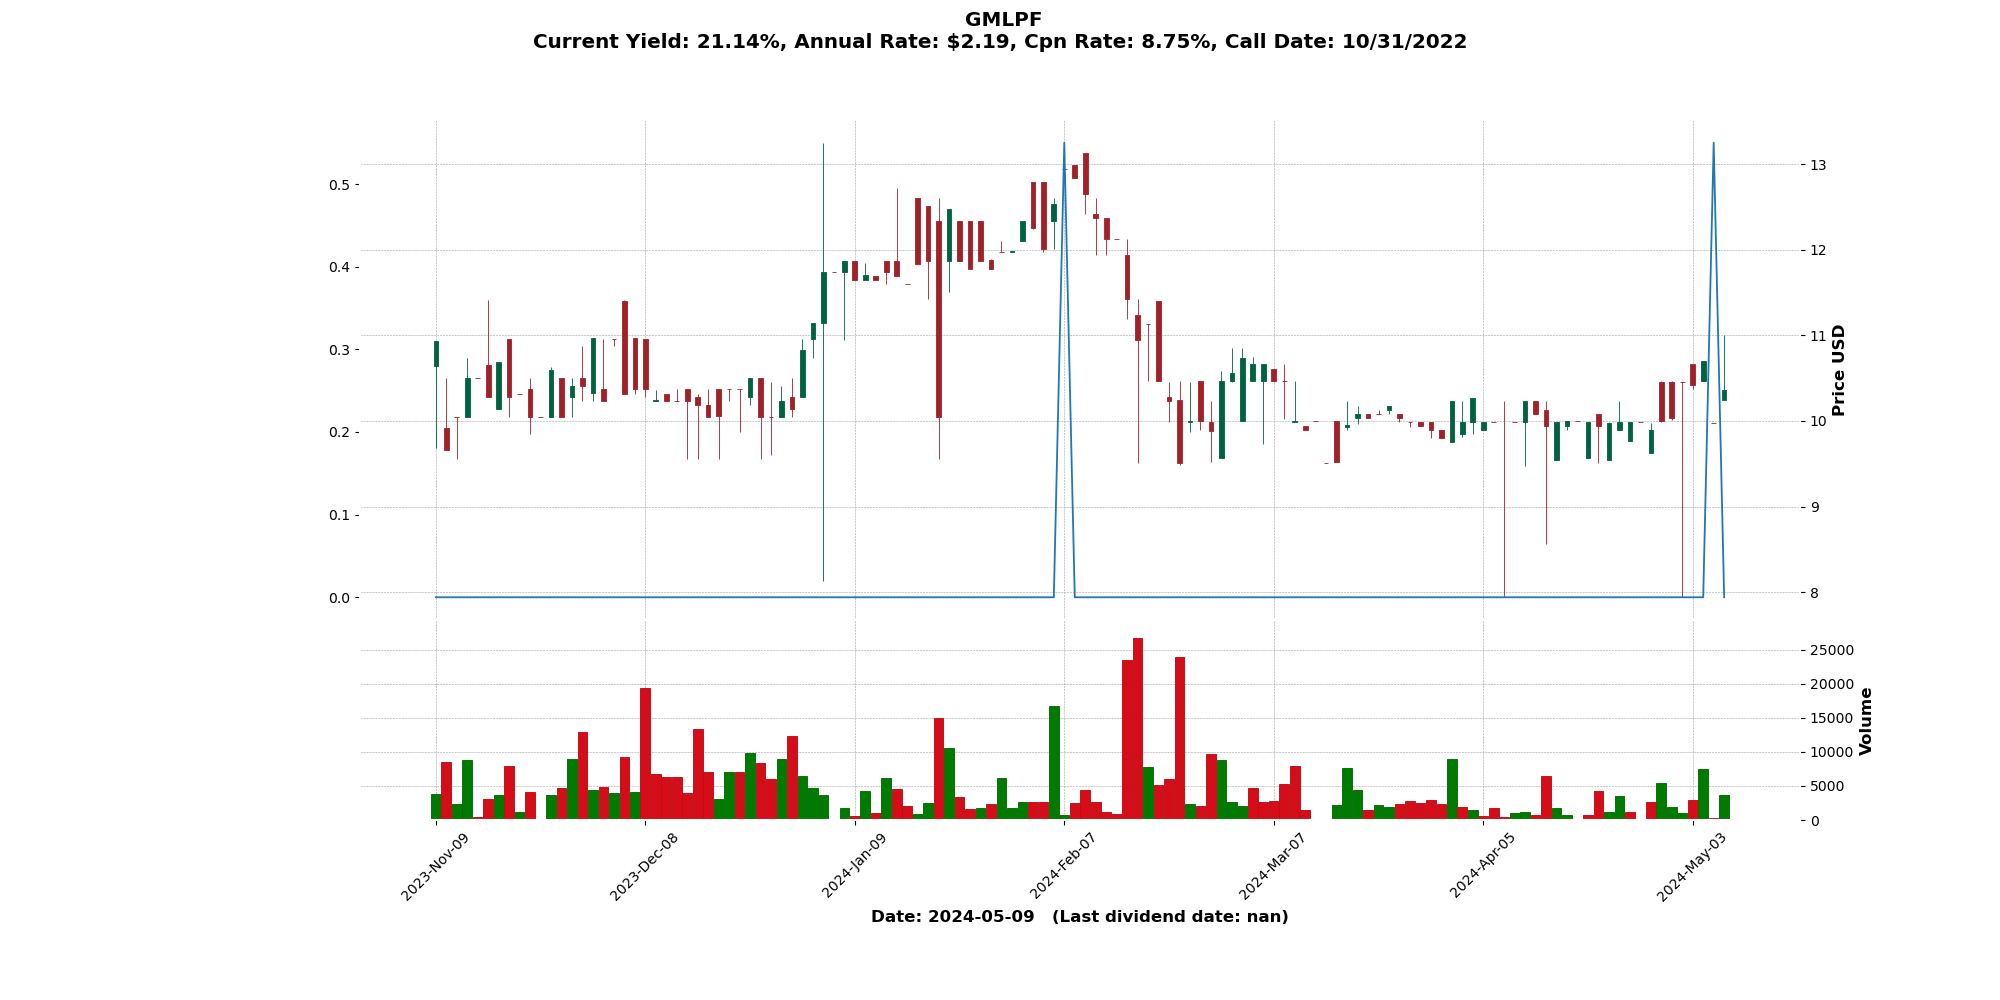 GMLPF
Current Yield: 21.14%, Annual Rate: $2.19, Cpn Rate: 8.75%, Call Date: 10/31/2022
0.5
0.4
0.3
0.2
0.1
0.0
13
12
11
10
9
8
Price USD
25000
20000
15000
10000
5000
0
Volume
2023-Nov-09
2023-Dec-08
2024-Jan-09
2024-Feb-07
2024-Mar-07
2024-Apr-05
2024-May-03
Date: 2024-05-09 (Last dividend date: nan)